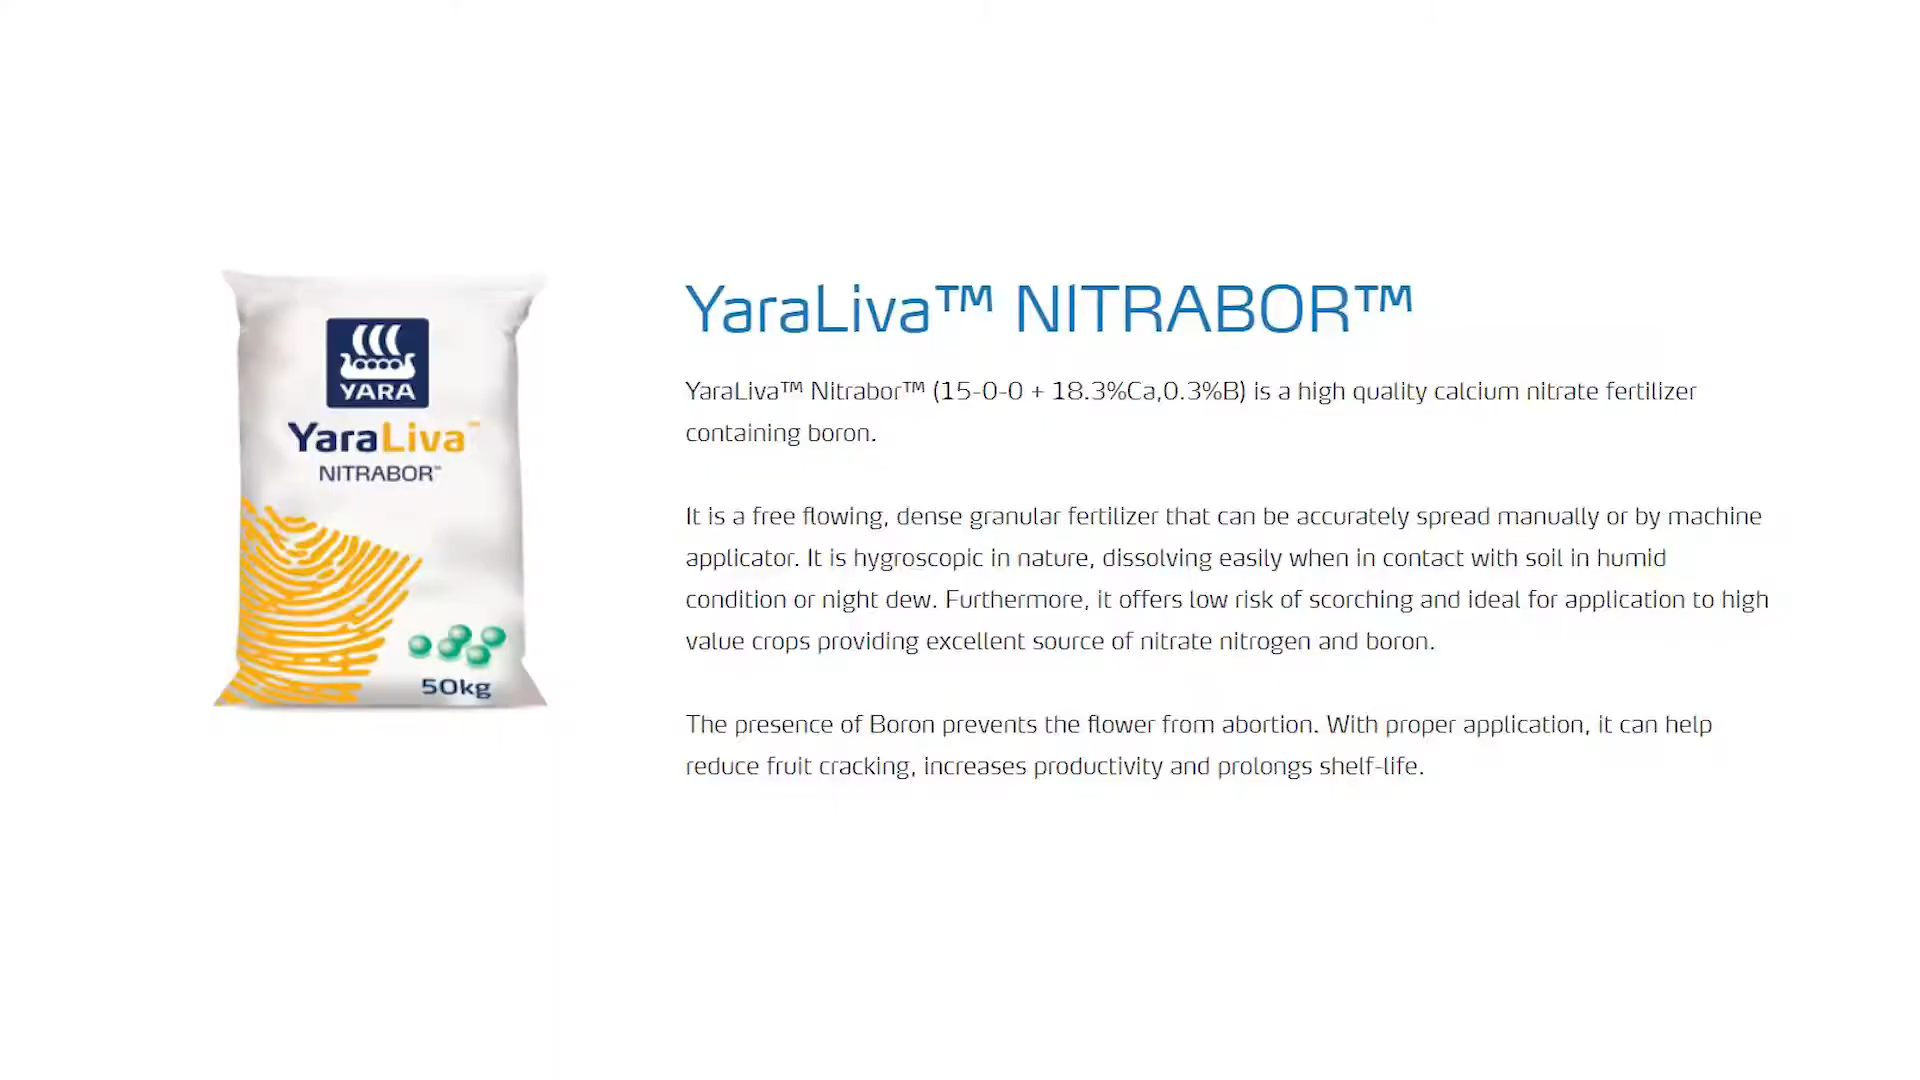 YARA
YaraLiva™
NITRABOR™
50kg
YaraLiva™ NITRABOR™
YaraLiva™ Nitrabor™ (15-0-0 + 18.3%Ca,0.3%B) is a high quality calcium nitrate fertilizer
containing boron.
It is a free flowing, dense granular fertilizer that can be accurately spread manually or by machine
applicator. It is hygroscopic in nature, dissolving easily when in contact with soil in humid
condition or night dew. Furthermore, it offers low risk of scorching and ideal for application to high
value crops providing excellent source of nitrate nitrogen and boron.
The presence of Boron prevents the flower from abortion. With proper application, it can help
reduce fruit cracking, increases productivity and prolongs shelf-life.